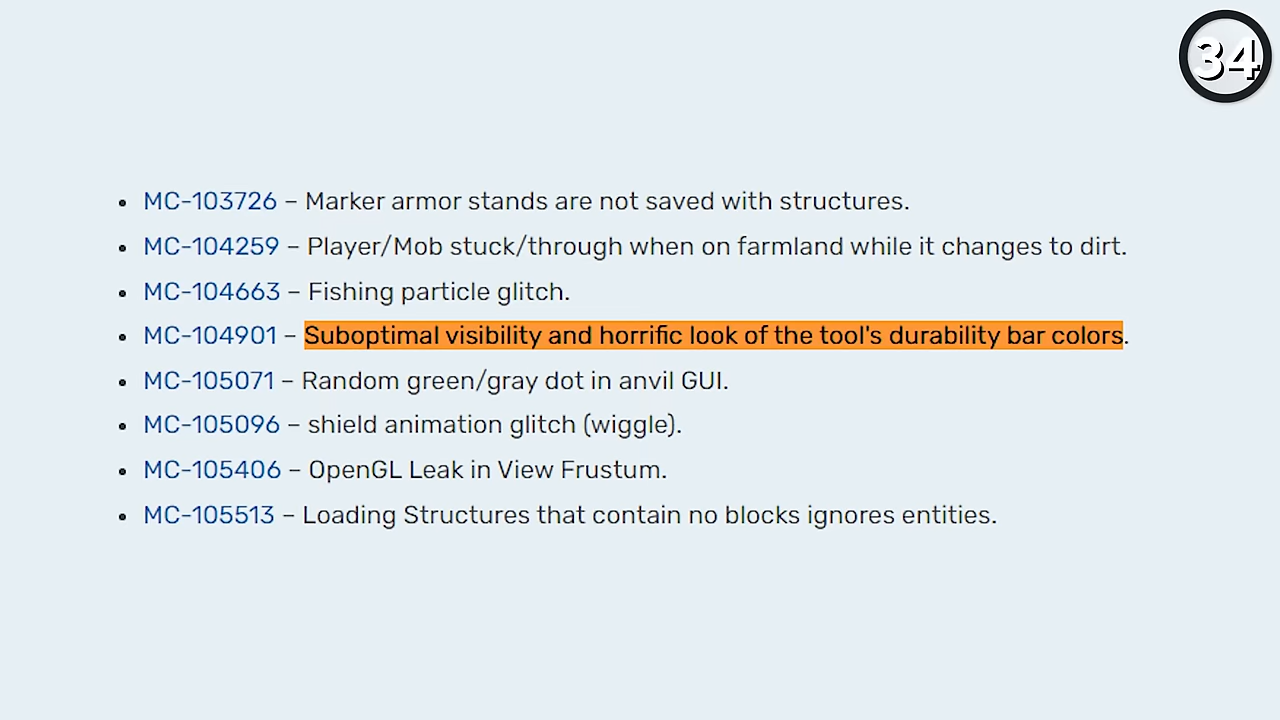 34
• MC-103726 – Marker armor stands are not saved with structures.
• MC-104259 – Player/Mob stuck/through when on farmland while it changes to dirt.
• MC-104663 – Fishing particle glitch.
• MC-104901 – Suboptimal visibility and horrific look of the tool's durability bar colors.
• MC-105071 – Random green/gray dot in anvil GUI.
• MC-105096 – shield animation glitch (wiggle).
• MC-105406 – OpenGL Leak in View Frustum.
• MC-105513 – Loading Structures that contain no blocks ignores entities.